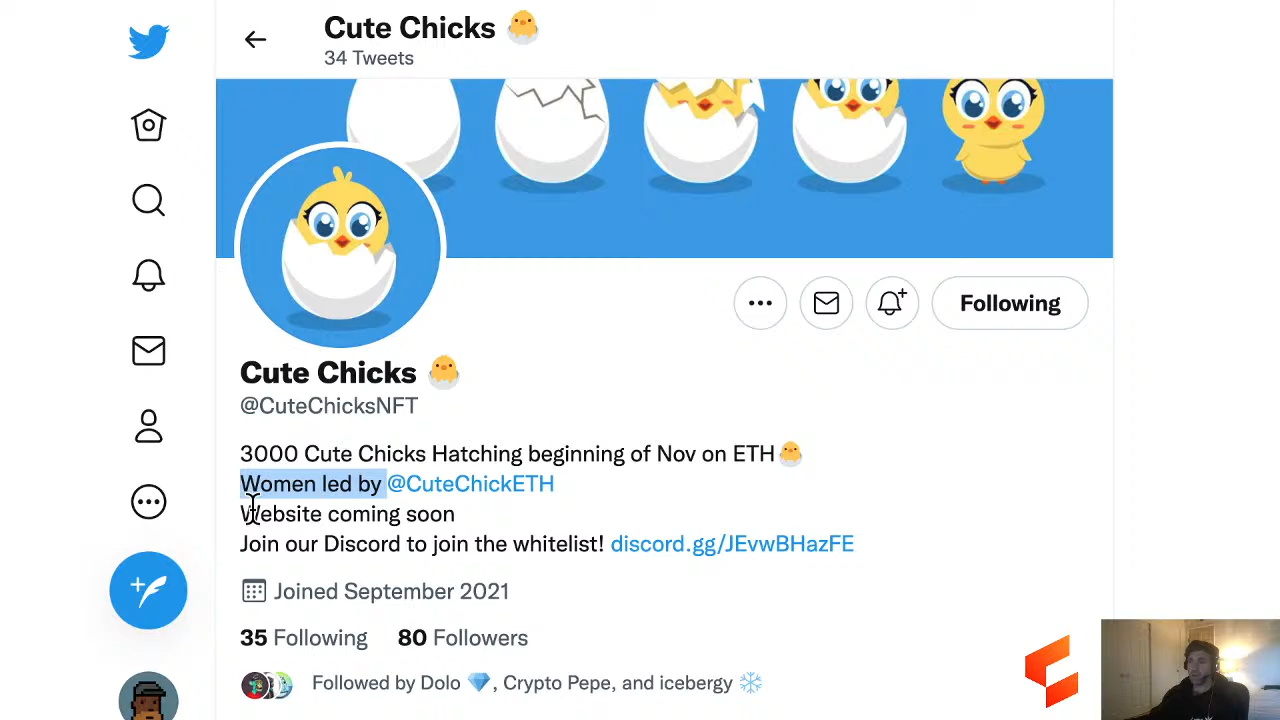 Cute Chicks 🐣
34 Tweets
Following
Cute Chicks 🐣
@CuteChicksNFT
3000 Cute Chicks Hatching beginning of Nov on ETH🐣
Women led by @CuteChickETH
Website coming soon
Join our Discord to join the whitelist! discord.gg/JEvwBHazFE
Joined September 2021
35 Following 80 Followers
Followed by Dolo 💎, Crypto Pepe, and icebergy ❄️